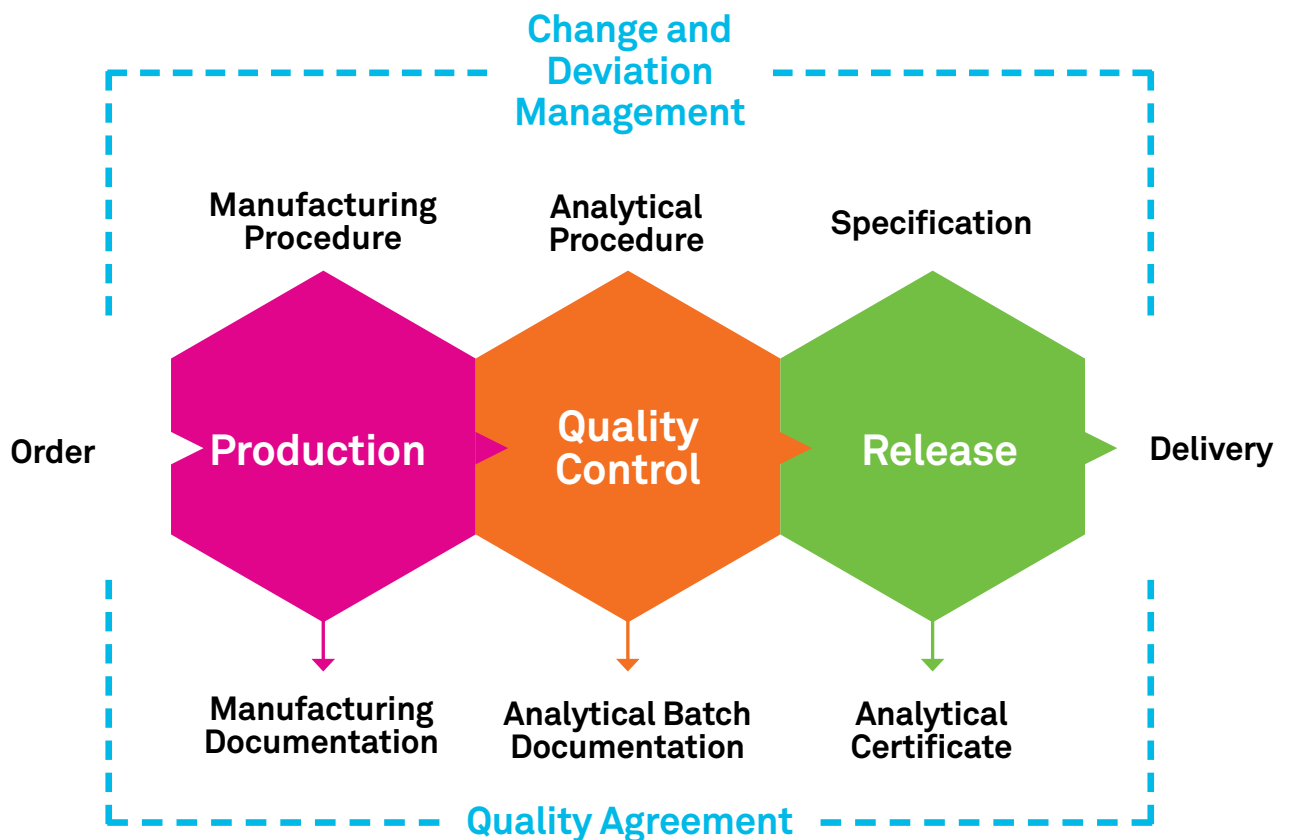 Change and
Deviation
Management
Manufacturing
Procedure
Analytical
Procedure
Specification
Order
Production
Quality
Control
Release
Delivery
Manufacturing
Documentation
Analytical Batch
Documentation
Analytical
Certificate
Quality Agreement